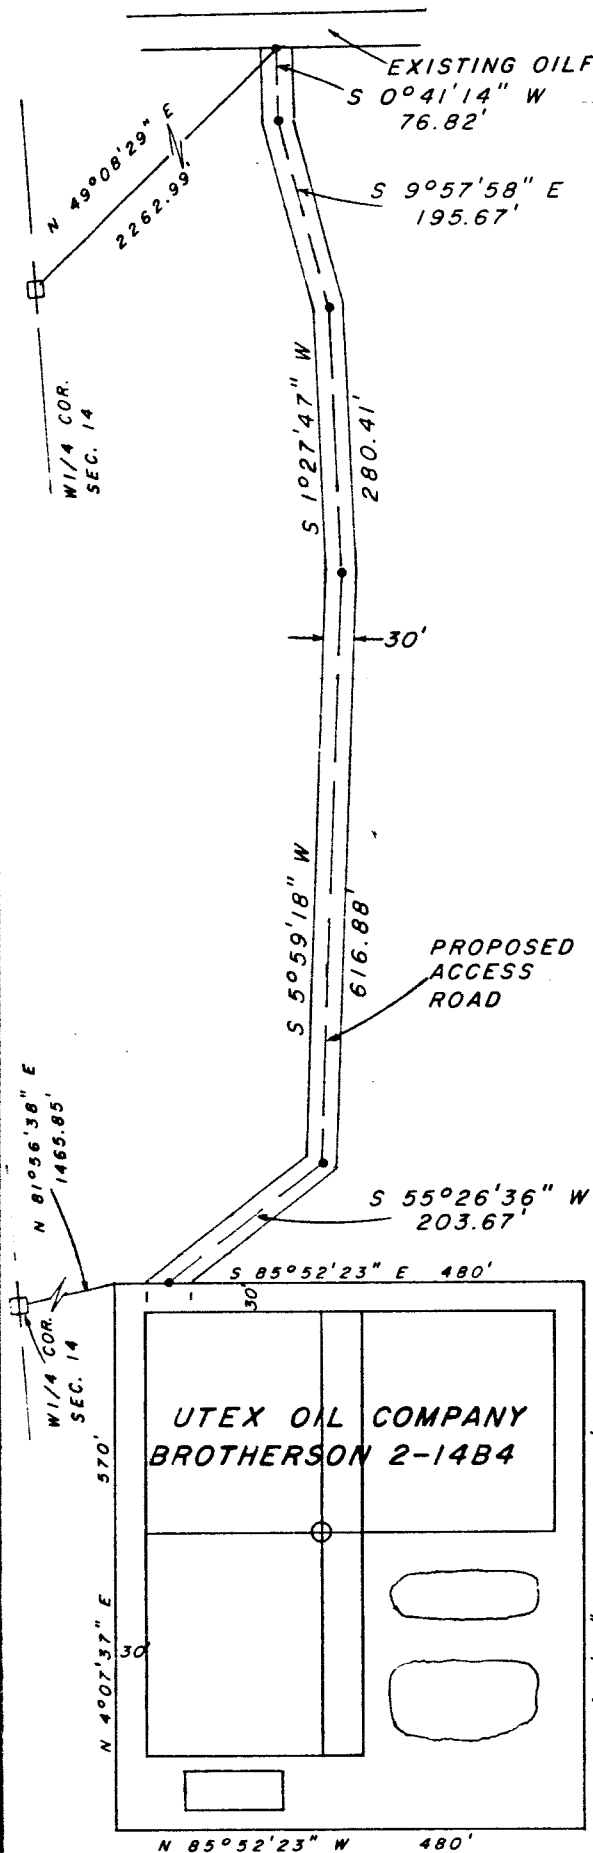 EXISTING OILF
S 0°41'14" W
76.82'
N 49°08'29" E
2262.99'
S 9°57'58" E
195.67'
W1/4 COR.
SEC. 14
S 1°27'47" W
280.41'
30'
S 5°59'18" W
616.88'
PROPOSED
ACCESS
ROAD
N 81°56'38" E
1465.85'
S 55°26'36" W
203.67'
S 85°52'23" E 480'
30'
W1/4 COR.
SEC. 14
UTEX OIL COMPANY
BROTHERSON 2-14B4
N 4°07'37" E 570'
30'
N 85°52'23" W 480'